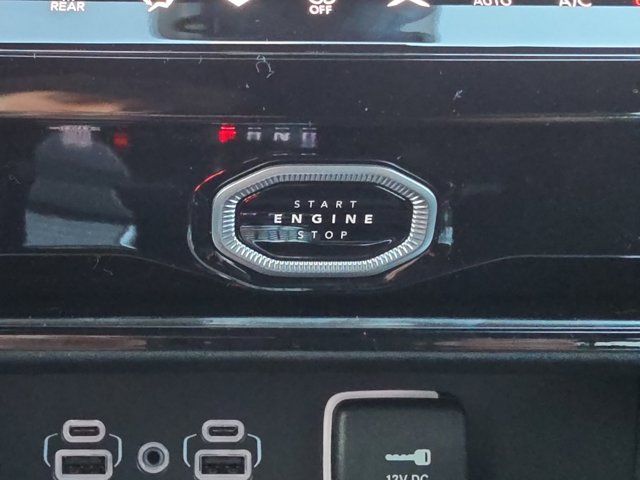 REAR
OFF
AUTO
A/C
START
ENGINE
STOP
12V DC